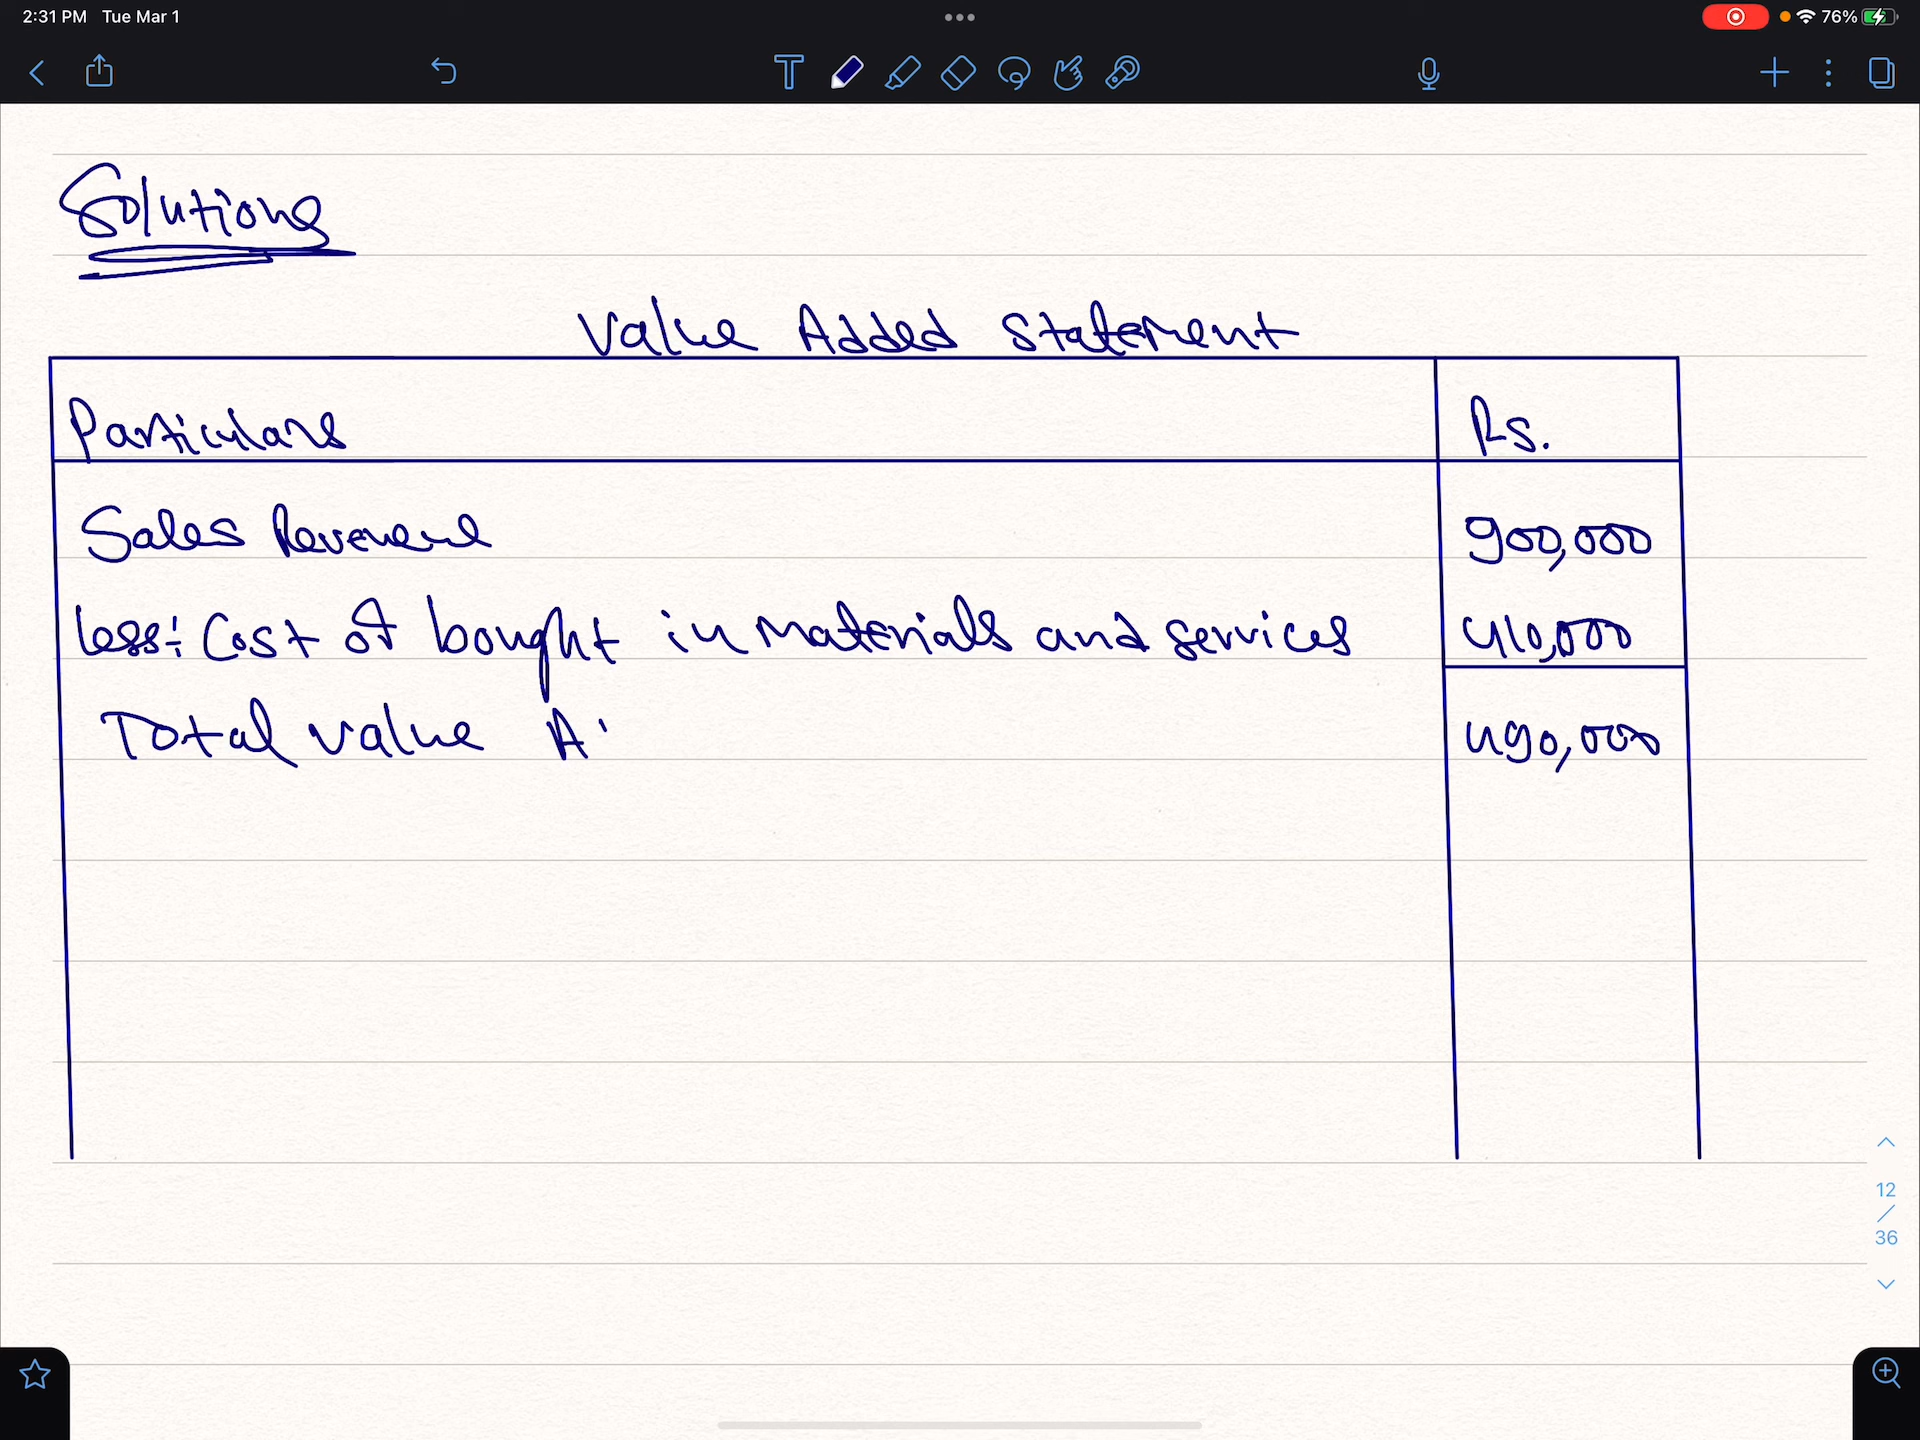 2:31 PM Tue Mar 1
76%
Solutions
Value Added Statement
Particulars Rs.
Sales Revenue 900,000
less: Cost of bought in materials and services 410,000
Total value A 490,000
12
/
36